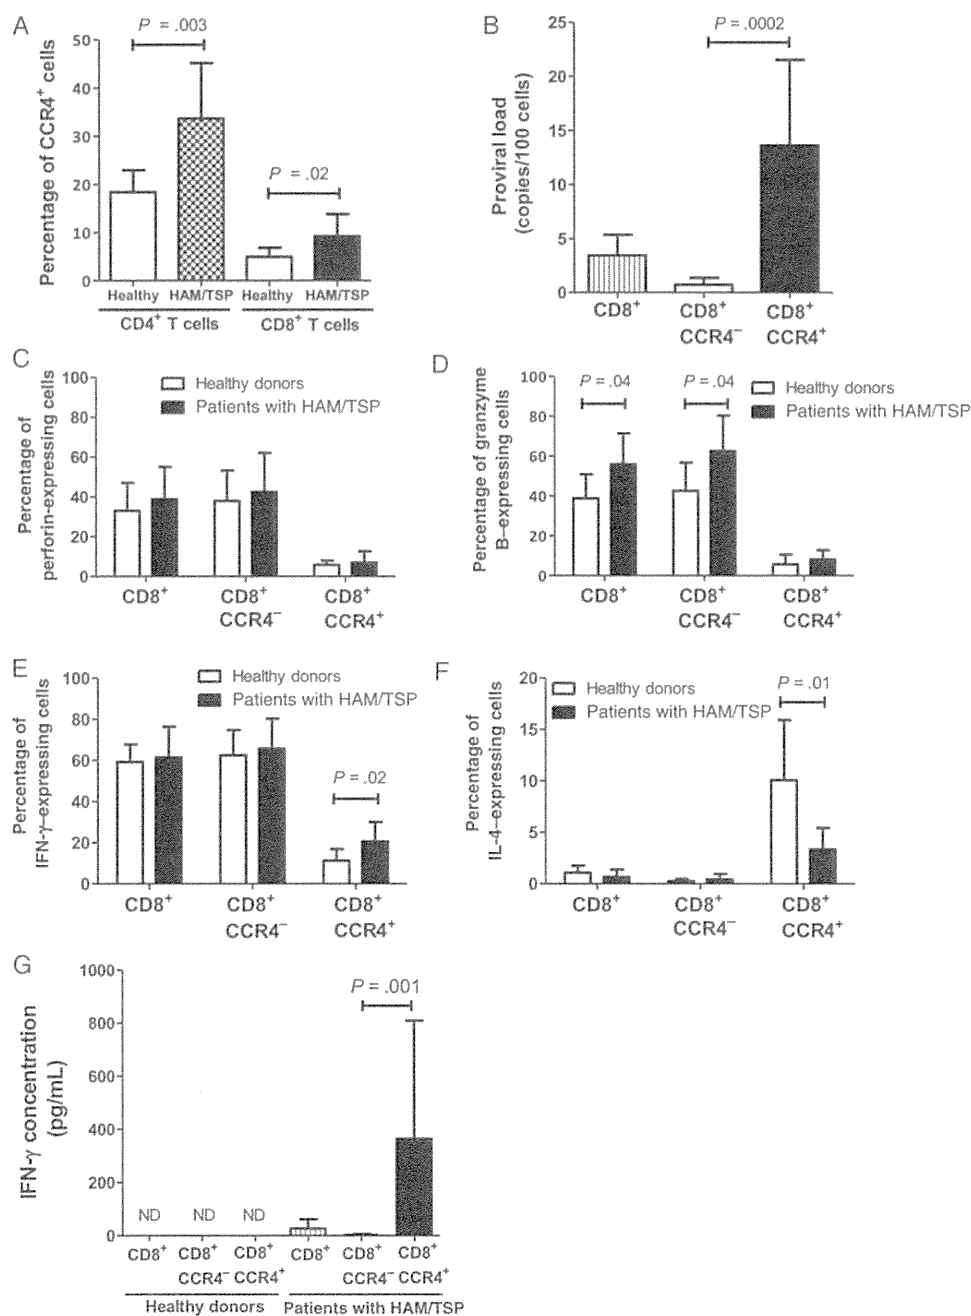 A
P = .003
Percentage of CCR4⁺ cells
50
40
30
20
10
0
P = .02
Healthy HAM/TSP Healthy HAM/TSP
CD4⁺ T cells CD8⁺ T cells
B
P = .0002
Proviral load
(copies/100 cells)
25
20
15
10
5
0
CD8⁺ CD8⁺ CD8⁺
CCR4⁻ CCR4⁺
C
Healthy donors
Patients with HAM/TSP
Percentage of
perforin-expressing cells
100
80
60
40
20
0
CD8⁺ CD8⁺ CD8⁺
CCR4⁻ CCR4⁺
D
P = .04 P = .04
Healthy donors
Patients with HAM/TSP
Percentage of granzyme
B–expressing cells
100
80
60
40
20
0
CD8⁺ CD8⁺ CD8⁺
CCR4⁻ CCR4⁺
E
Healthy donors
Patients with HAM/TSP
Percentage of
IFN-γ–expressing cells
100
80
60
40
20
0
P = .02
CD8⁺ CD8⁺ CD8⁺
CCR4⁻ CCR4⁺
F
Healthy donors
Patients with HAM/TSP
P = .01
Percentage of
IL-4–expressing cells
20
15
10
5
0
CD8⁺ CD8⁺ CD8⁺
CCR4⁻ CCR4⁺
G
P = .001
IFN-γ concentration
(pg/mL)
1000
800
600
400
200
0
ND ND ND
CD8⁺ CD8⁺ CD8⁺ CD8⁺ CD8⁺ CD8⁺
CCR4⁻ CCR4⁺ CCR4⁻ CCR4⁺
Healthy donors Patients with HAM/TSP